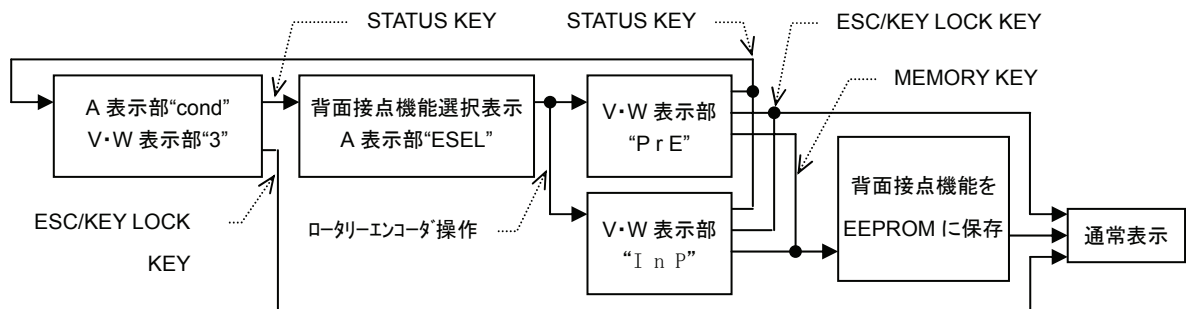 STATUS KEY
STATUS KEY
ESC/KEY LOCK KEY
MEMORY KEY
A 表示部“cond”
V・W 表示部“3”
背面接点機能選択表示
A 表示部“ESEL”
V・W 表示部
“P r E”
背面接点機能を
EEPROM に保存
通常表示
ESC/KEY LOCK
KEY
ロータリーエンコーダ操作
V・W 表示部
“I n P”